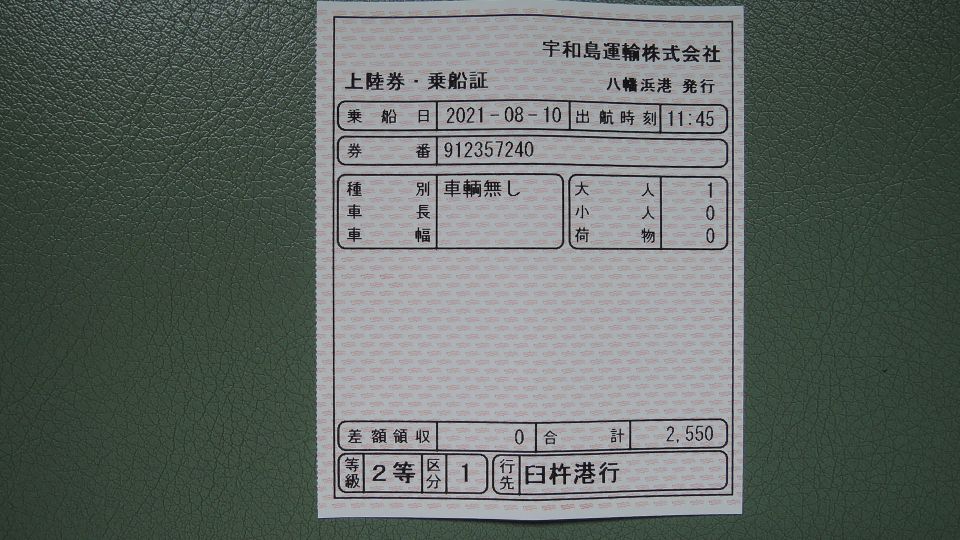 宇和島運輸株式会社
上陸券・乗船証 八幡浜港 発行
乗船日 2021-08-10 出航時刻 11:45
券番 912357240
種別 車輌無し 大人 1
車長 小人 0
車幅 荷物 0
差額領収 0 合計 2,550
等級 2等 区分 1 行先 臼杵港行